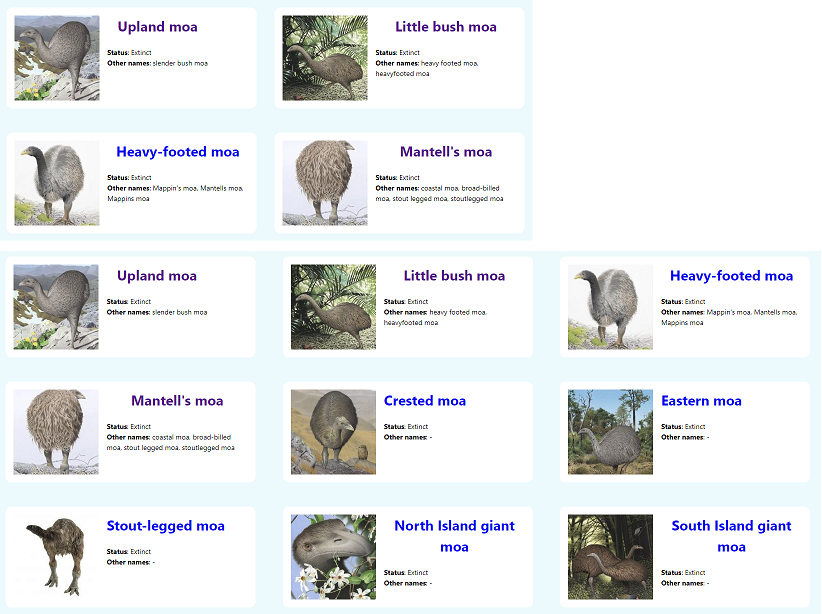 Upland moa
Status: Extinct
Other names: slender bush moa
Little bush moa
Status: Extinct
Other names: heavy footed moa,
heavyfooted moa
Heavy-footed moa
Status: Extinct
Other names: Mappin's moa, Mantells moa,
Mappins moa
Mantell's moa
Status: Extinct
Other names: coastal moa, broad-billed
moa, stout legged moa, stoutlegged moa
Upland moa
Status: Extinct
Other names: slender bush moa
Little bush moa
Status: Extinct
Other names: heavy footed moa,
heavyfooted moa
Heavy-footed moa
Status: Extinct
Other names: Mappin's moa, Mantells moa,
Mappins moa
Mantell's moa
Status: Extinct
Other names: coastal moa, broad-billed
moa, stout legged moa, stoutlegged moa
Crested moa
Status: Extinct
Other names: -
Eastern moa
Status: Extinct
Other names: -
Stout-legged moa
Status: Extinct
Other names: -
North Island giant
moa
Status: Extinct
Other names: -
South Island giant
moa
Status: Extinct
Other names: -